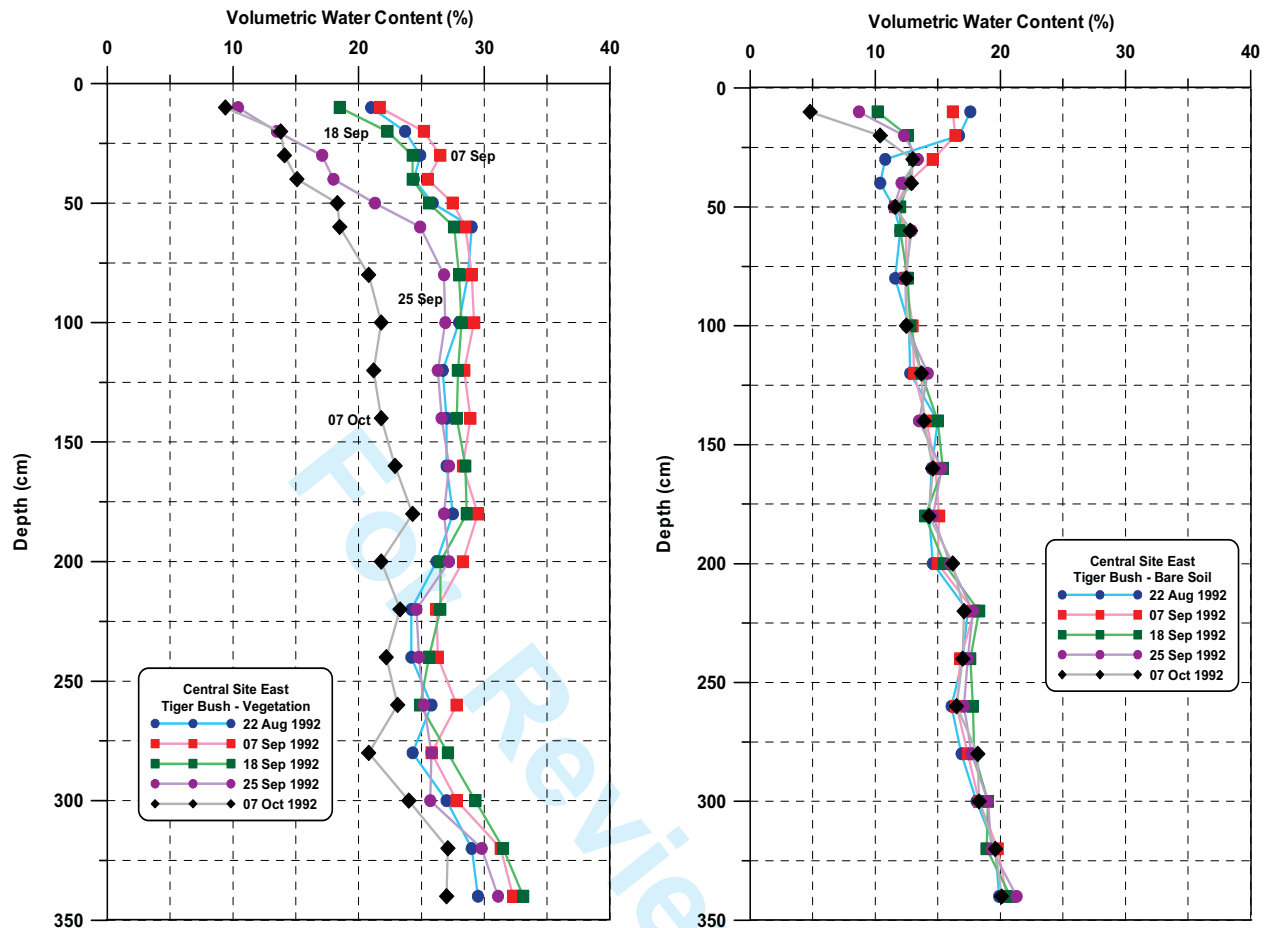 Volumetric Water Content (%)
0 10 20 30 40
0
50
100
150
200
250
300
350
Depth (cm)
18 Sep
07 Sep
25 Sep
07 Oct
Central Site East
Tiger Bush - Vegetation
22 Aug 1992
07 Sep 1992
18 Sep 1992
25 Sep 1992
07 Oct 1992
Volumetric Water Content (%)
0 10 20 30 40
0
50
100
150
200
250
300
350
Depth (cm)
Central Site East
Tiger Bush - Bare Soil
22 Aug 1992
07 Sep 1992
18 Sep 1992
25 Sep 1992
07 Oct 1992
For Revie